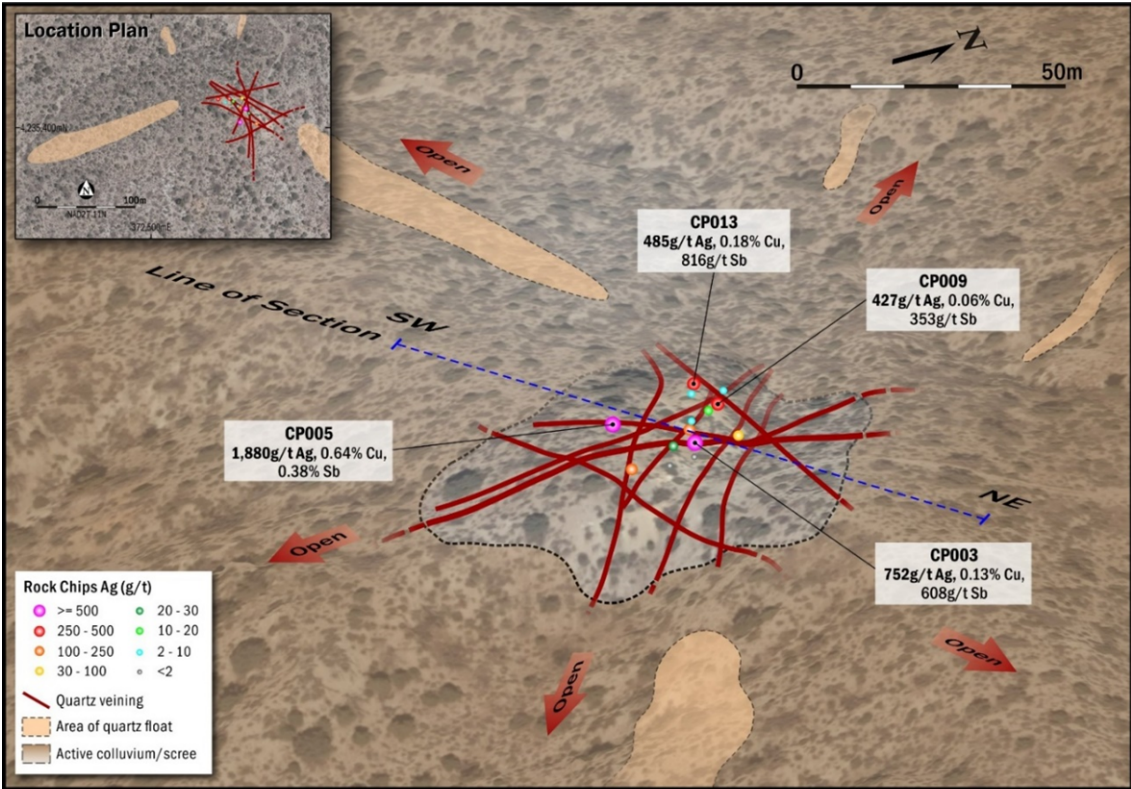 Location Plan
4,235,400mN
0 100m
NAD27 11N
372,500mE
N
0 50m
Open
Open
Open
Open
Open
Line of Section
SW
NE
CP013
485g/t Ag, 0.18% Cu,
816g/t Sb
CP009
427g/t Ag, 0.06% Cu,
353g/t Sb
CP005
1,880g/t Ag, 0.64% Cu,
0.38% Sb
CP003
752g/t Ag, 0.13% Cu,
608g/t Sb
Rock Chips Ag (g/t)
>= 500 20 - 30
250 - 500 10 - 20
100 - 250 2 - 10
30 - 100 <2
Quartz veining
Area of quartz float
Active colluvium/scree